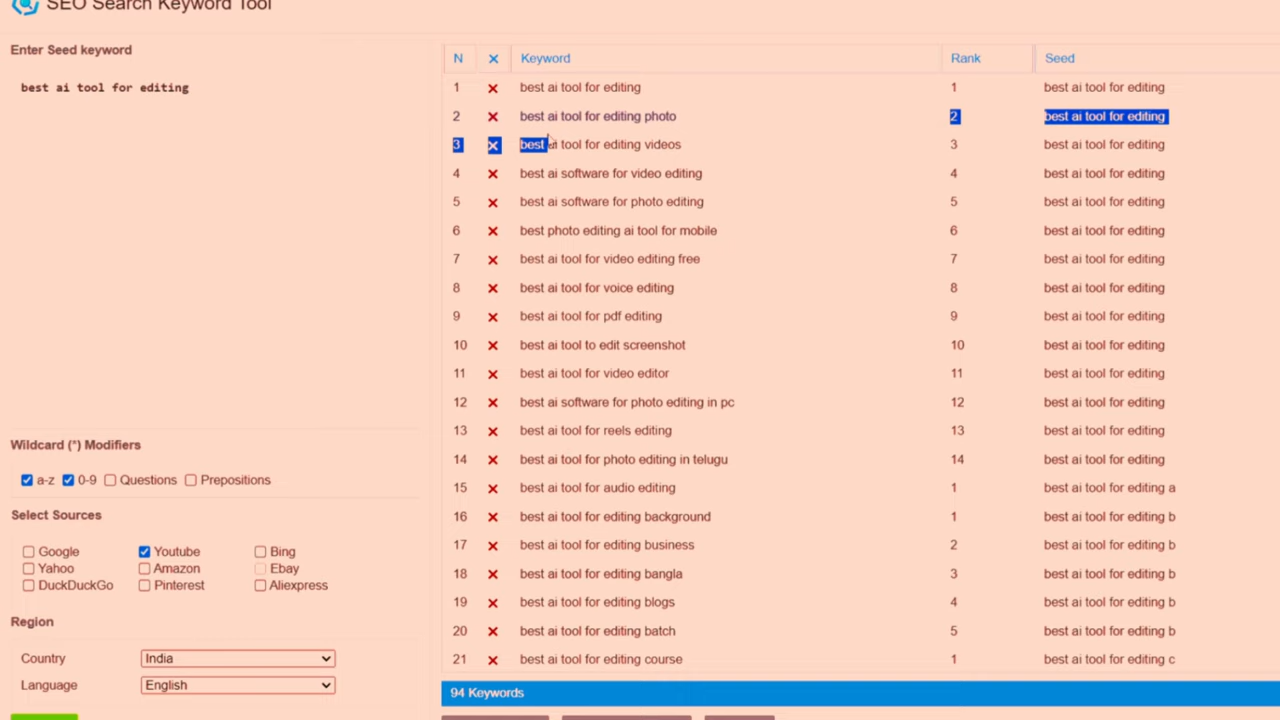 SEO Search Keyword Tool
Enter Seed keyword
best ai tool for editing
Wildcard (*) Modifiers
a-z 0-9 Questions Prepositions
Select Sources
Google Youtube Bing
Yahoo Amazon Ebay
DuckDuckGo Pinterest Aliexpress
Region
Country India
Language English
N X Keyword Rank Seed
1 best ai tool for editing 1 best ai tool for editing
2 best ai tool for editing photo 2 best ai tool for editing
3 best ai tool for editing videos 3 best ai tool for editing
4 best ai software for video editing 4 best ai tool for editing
5 best ai software for photo editing 5 best ai tool for editing
6 best photo editing ai tool for mobile 6 best ai tool for editing
7 best ai tool for video editing free 7 best ai tool for editing
8 best ai tool for voice editing 8 best ai tool for editing
9 best ai tool for pdf editing 9 best ai tool for editing
10 best ai tool to edit screenshot 10 best ai tool for editing
11 best ai tool for video editor 11 best ai tool for editing
12 best ai software for photo editing in pc 12 best ai tool for editing
13 best ai tool for reels editing 13 best ai tool for editing
14 best ai tool for photo editing in telugu 14 best ai tool for editing
15 best ai tool for audio editing 1 best ai tool for editing a
16 best ai tool for editing background 1 best ai tool for editing b
17 best ai tool for editing business 2 best ai tool for editing b
18 best ai tool for editing bangla 3 best ai tool for editing b
19 best ai tool for editing blogs 4 best ai tool for editing b
20 best ai tool for editing batch 5 best ai tool for editing b
21 best ai tool for editing course 1 best ai tool for editing c
94 Keywords